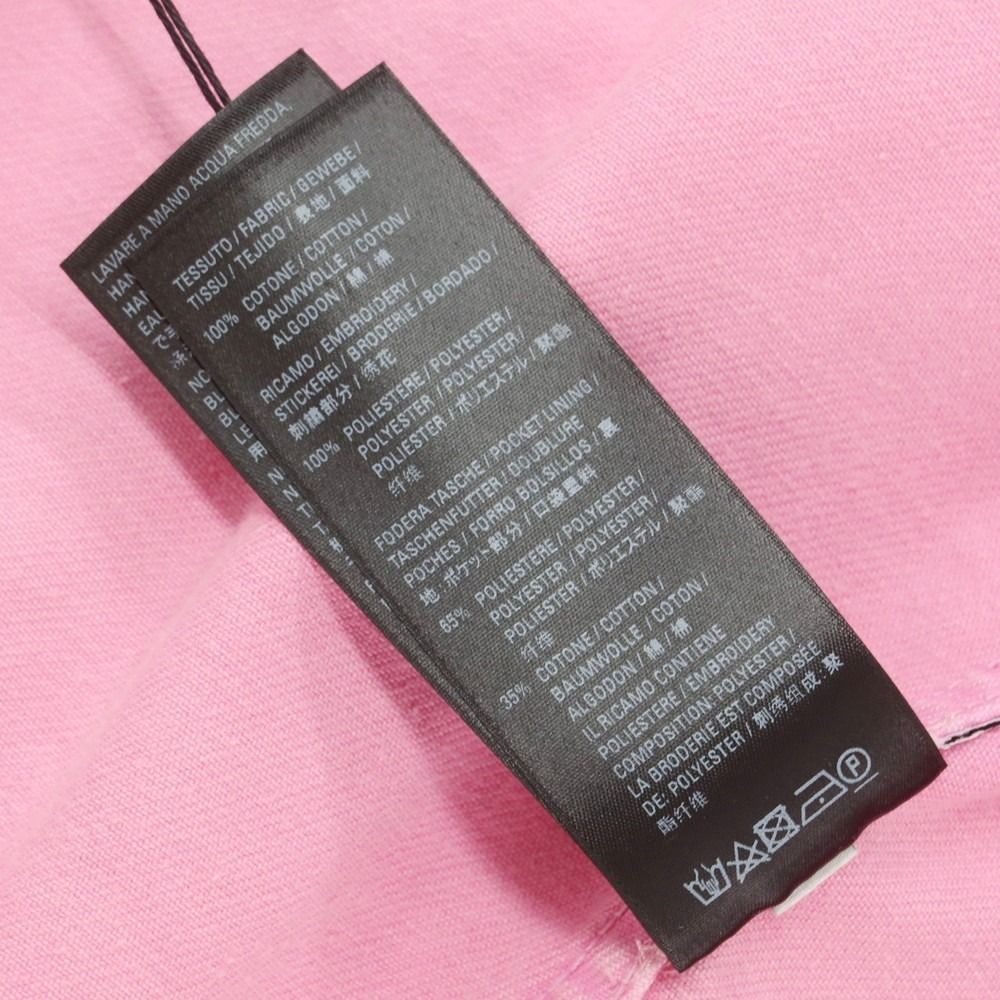 LAVARE A MANO ACQUA FREDDA.
TESSUTO / FABRIC / GEWEBE /
TISSU / TEJIDO / 表地 / 面料
100% COTONE / COTTON /
BAUMWOLLE / COTON /
ALGODON / 綿 / 棉
RICAMO / EMBROIDERY /
STICKEREI / BRODERIE / BORDADO /
刺繍部分 / 秀花
100% POLIESTERE / POLYESTER /
POLYESTER / POLYESTER /
POLIESTER / ポリエステル / 聚酯
纤维
FODERA TASCHE / POCKET LINING /
TASCHENFUTTER / DOUBLURE
POCHES / FORRO BOLSILLOS / 裏
地・ポケット部分 / 口袋里料
65% POLIESTERE / POLYESTER /
POLYESTER / POLYESTER /
POLIESTER / ポリエステル / 聚酯
纤维
35% COTONE / COTTON /
BAUMWOLLE / COTON /
ALGODON / 綿 / 棉
IL RICAMO CONTIENE
POLIESTERE / EMBROIDERY
COMPOSITION-POLYESTER /
LA BRODERIE EST COMPOSÉE
DE: POLYESTER / 刺绣组成: 聚
酯纤维
P